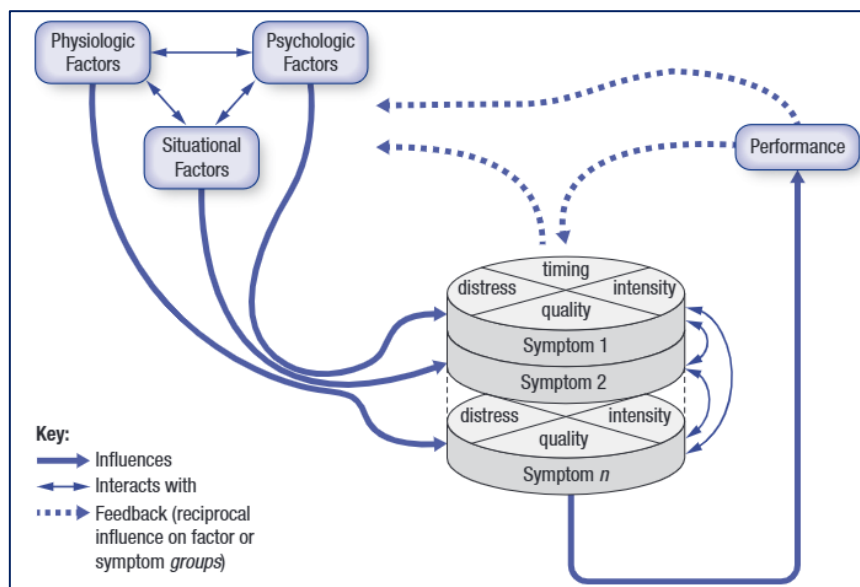 Physiologic
Factors
Psychologic
Factors
Situational
Factors
Performance
timing
distress
intensity
quality
Symptom 1
Symptom 2
distress
intensity
quality
Symptom n
Key:
Influences
Interacts with
Feedback (reciprocal
influence on factor or
symptom groups)